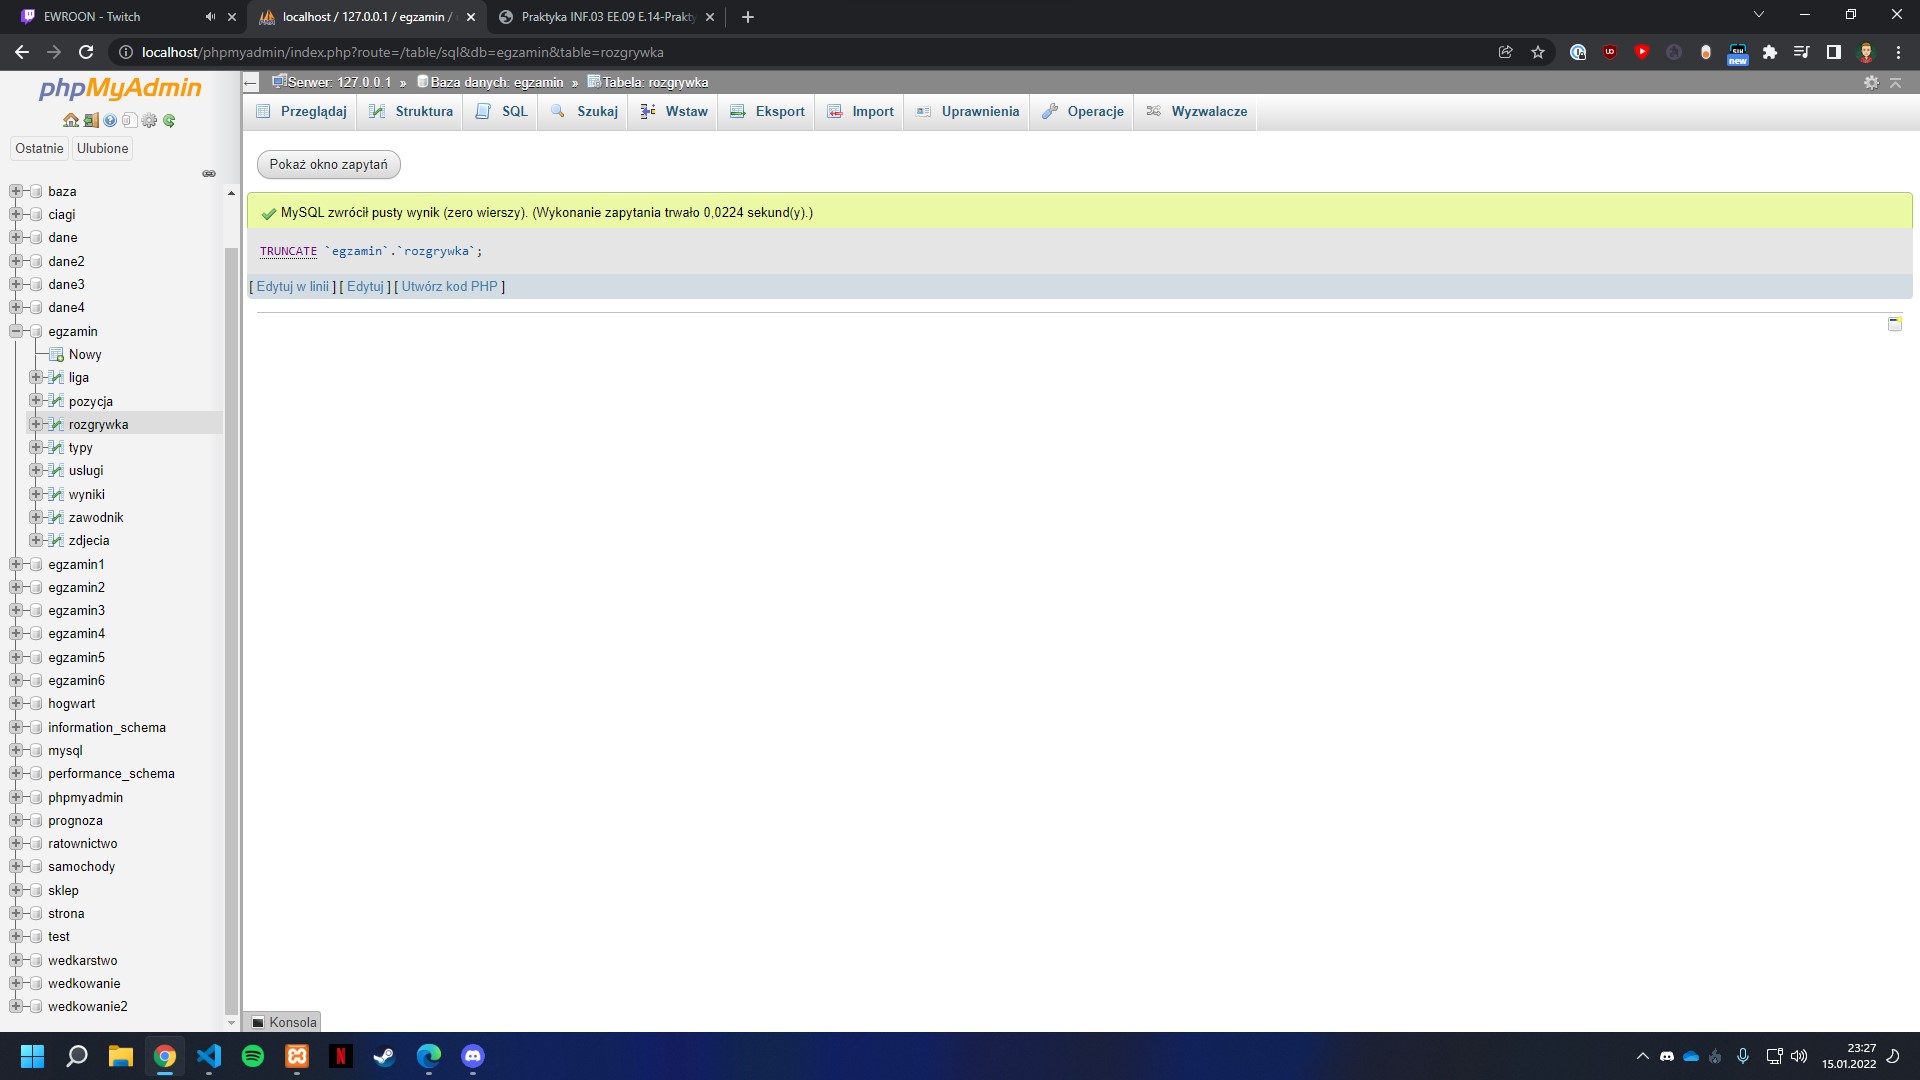 EWROON - Twitch
localhost / 127.0.0.1 / egzamin /
Praktyka INF.03 EE.09 E.14-Prakty
localhost/phpmyadmin/index.php?route=/table/sql&db=egzamin&table=rozgrywka
new
phpMyAdmin
Ostatnie
Ulubione
baza
ciagi
dane
dane2
dane3
dane4
egzamin
Nowy
liga
pozycja
rozgrywka
typy
uslugi
wyniki
zawodnik
zdjecia
egzamin1
egzamin2
egzamin3
egzamin4
egzamin5
egzamin6
hogwart
information_schema
mysql
performance_schema
phpmyadmin
prognoza
ratownictwo
samochody
sklep
strona
test
wedkarstwo
wedkowanie
wedkowanie2
Serwer: 127.0.0.1 » Baza danych: egzamin » Tabela: rozgrywka
Przeglądaj Struktura SQL Szukaj Wstaw Eksport Import Uprawnienia Operacje Wyzwalacze
Pokaż okno zapytań
MySQL zwrócił pusty wynik (zero wierszy). (Wykonanie zapytania trwało 0,0224 sekund(y).)
TRUNCATE `egzamin`.`rozgrywka`;
[ Edytuj w linii ] [ Edytuj ] [ Utwórz kod PHP ]
Konsola
23:27
15.01.2022